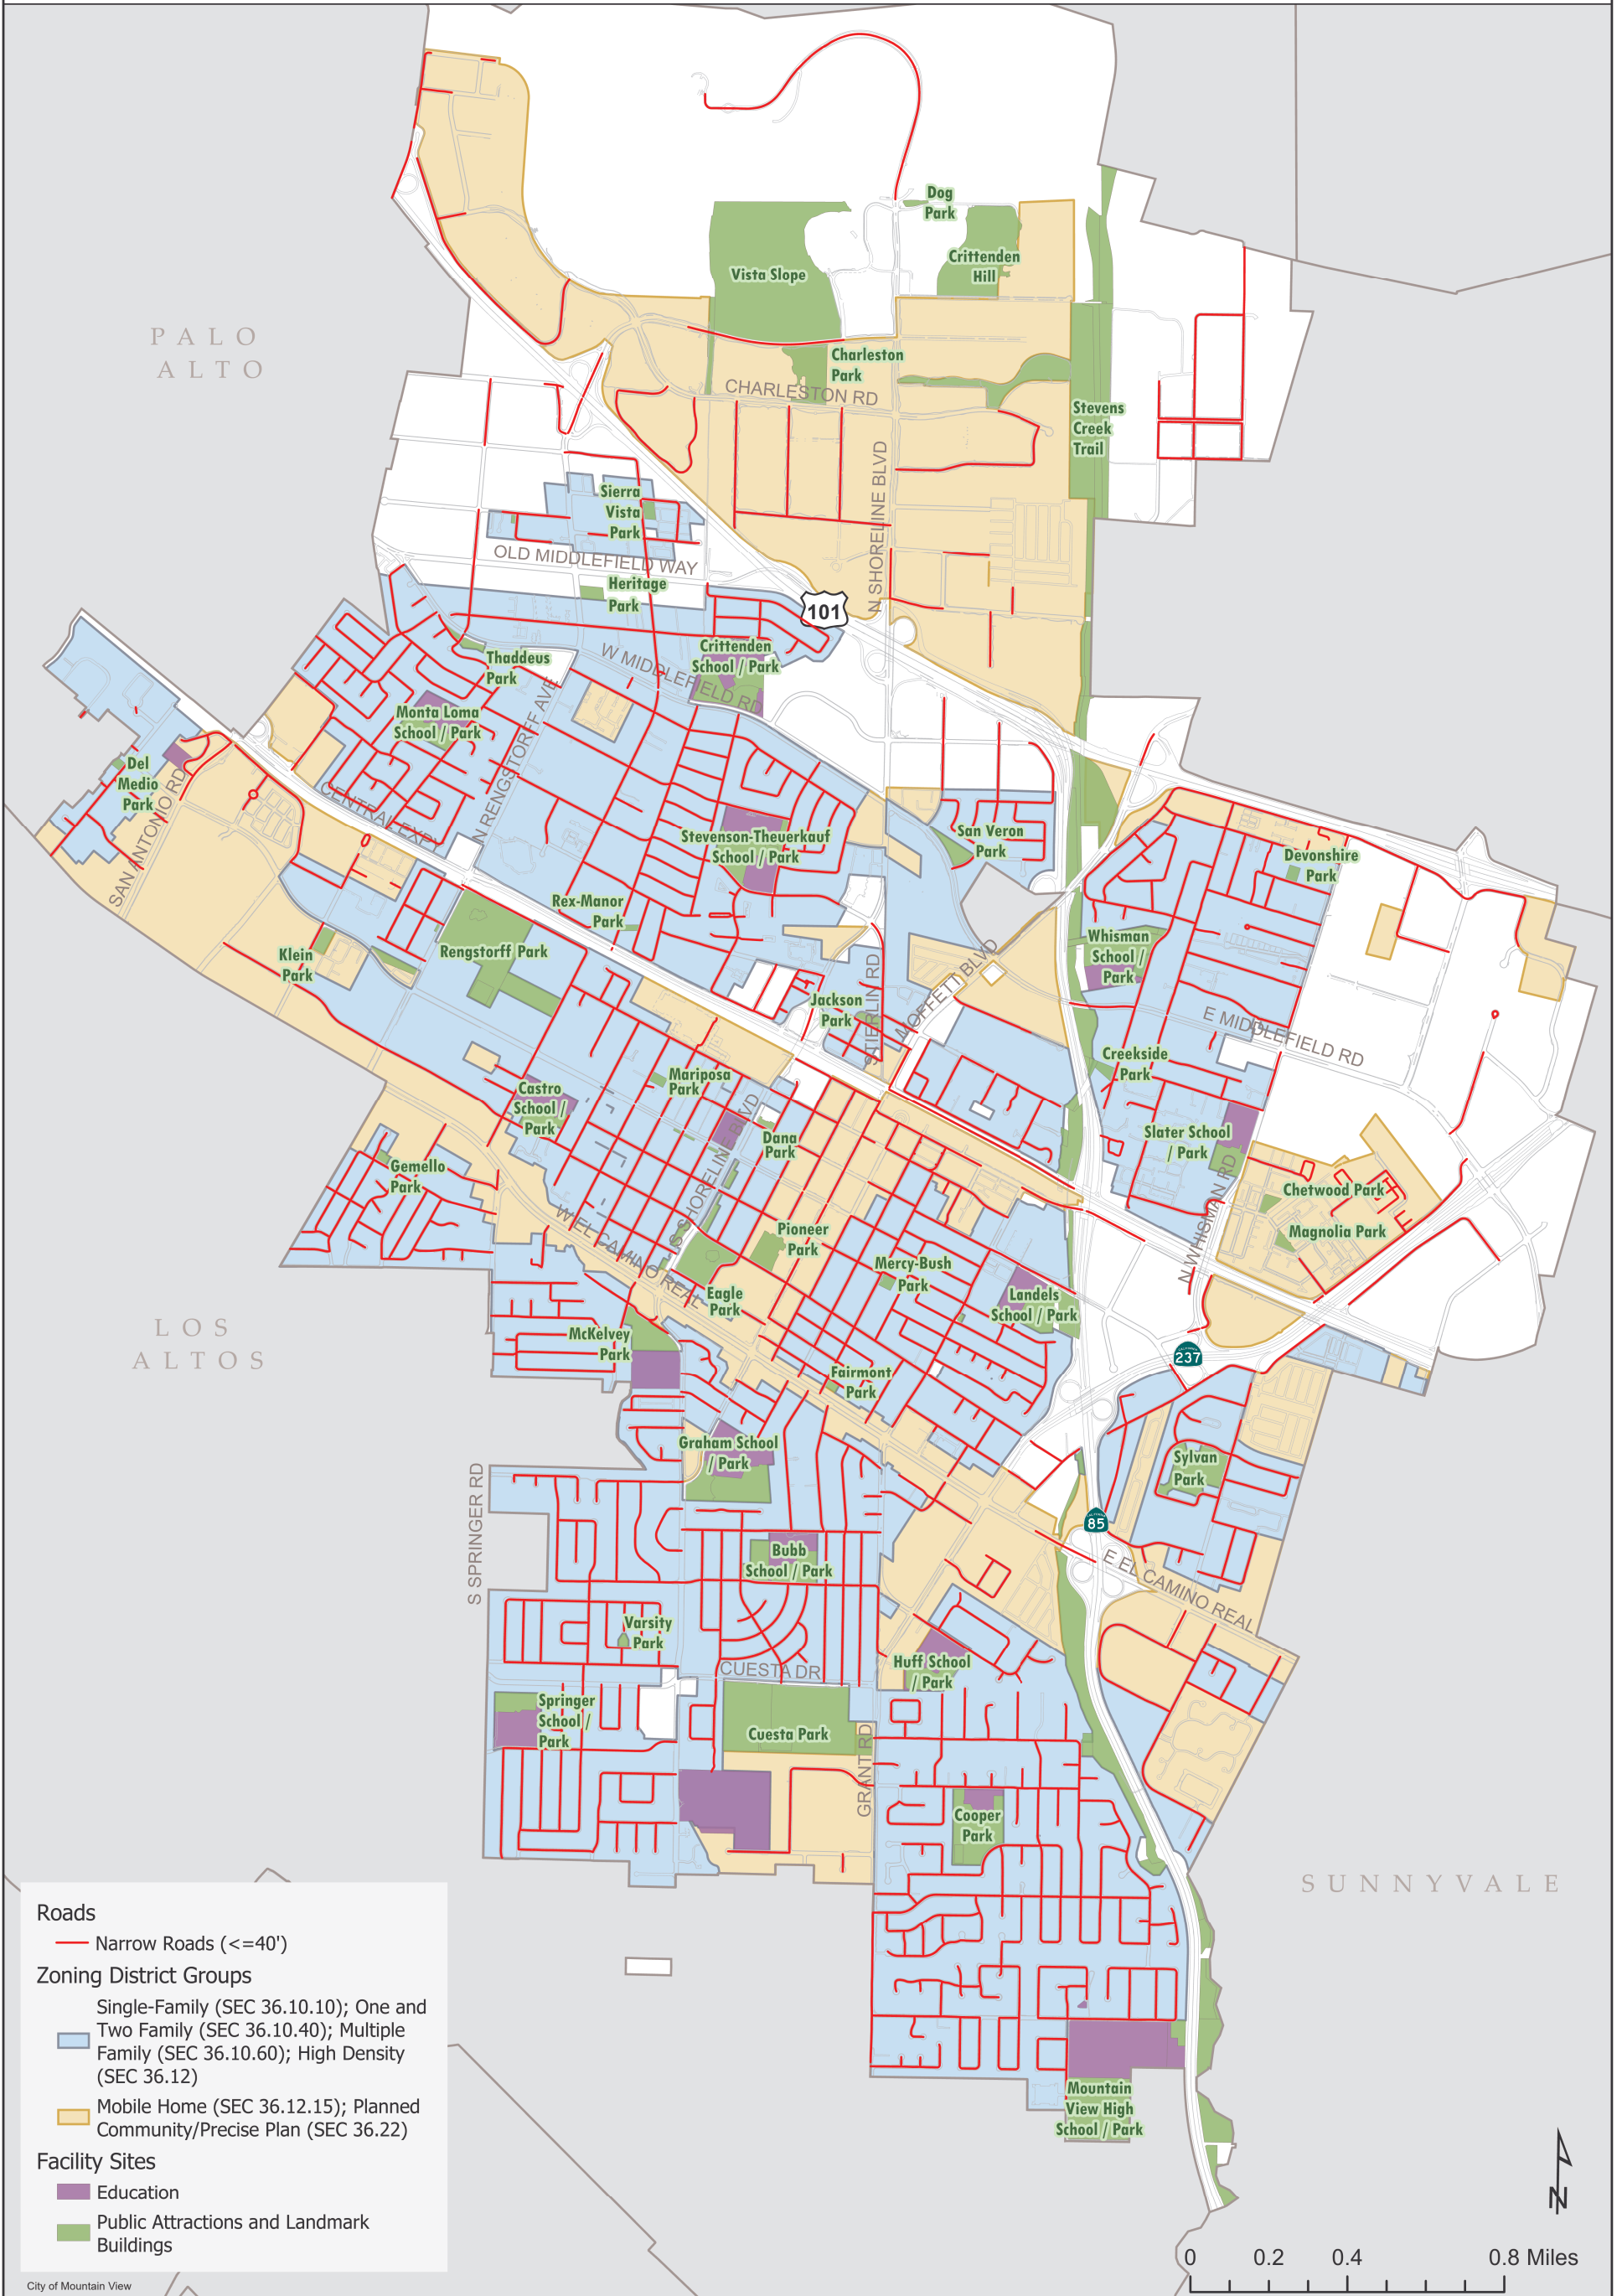 Dog
Park
Crittenden
Hill
Vista Slope
PALO
ALTO
Charleston
Park
CHARLESTON RD
Stevens
Creek
Trail
N SHORELINE BLVD
Sierra
Vista
Park
OLD MIDDLEFIELD WAY
Heritage
Park
101
Crittenden
School / Park
W MIDDLEFIELD RD
Thaddeus
Park
Monta Loma
School / Park
N RENGSTORFF AVE
Del
Medio
Park
SAN ANTONIO RD
CENTRAL EXPY
Stevenson-Theuerkauf
School / Park
San Veron
Park
Devonshire
Park
Rex-Manor
Park
Rengstorff Park
Klein
Park
Whisman
School /
Park
Jackson
Park
STIERLIN RD
MOFFETT BLVD
E MIDDLEFIELD RD
Creekside
Park
Mariposa
Park
Castro
School /
Park
Dana
Park
S SHORELINE BLVD
Slater School
/ Park
Gemello
Park
Chetwood Park
Magnolia Park
N WHISMAN RD
W EL CAMINO REAL
Pioneer
Park
Mercy-Bush
Park
Eagle
Park
Landels
School / Park
LOS
ALTOS
McKelvey
Park
237
Fairmont
Park
Graham School
/ Park
Sylvan
Park
S SPRINGER RD
85
Bubb
School / Park
E EL CAMINO REAL
Varsity
Park
Huff School
/ Park
CUESTA DR
Springer
School /
Park
Cuesta Park
GRANT RD
Cooper
Park
SUNNYVALE
Mountain
View High
School / Park
Roads
Narrow Roads (<=40')
Zoning District Groups
Single-Family (SEC 36.10.10); One and
Two Family (SEC 36.10.40); Multiple
Family (SEC 36.10.60); High Density
(SEC 36.12)
Mobile Home (SEC 36.12.15); Planned
Community/Precise Plan (SEC 36.22)
Facility Sites
Education
Public Attractions and Landmark
Buildings
City of Mountain View
N
0 0.2 0.4 0.8 Miles